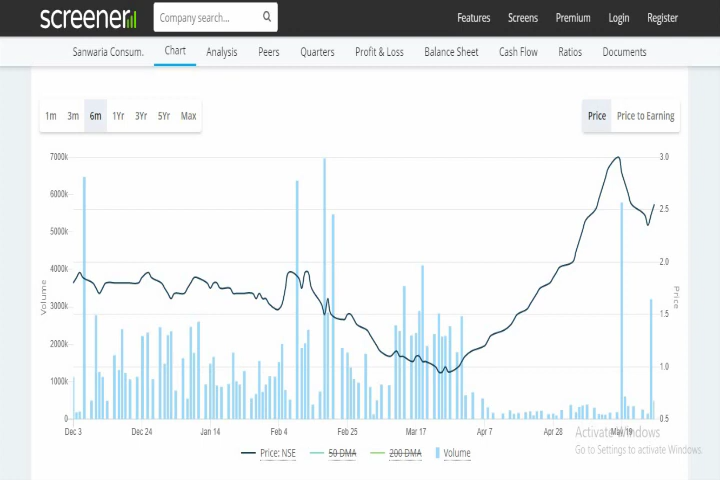 screener Company search...
Features Screens Premium Login Register
Sanwaria Consum. Chart Analysis Peers Quarters Profit & Loss Balance Sheet Cash Flow Ratios Documents
1m 3m 6m 1Yr 3Yr 5Yr Max
Price Price to Earning
7000k 3.0
6000k 2.5
5000k 2.0
4000k
3000k 1.5
2000k 1.0
1000k
0 0.5
Volume
Price
Dec 3 Dec 24 Jan 14 Feb 4 Feb 25 Mar 17 Apr 7 Apr 28 May 19
Price: NSE 50 DMA 200 DMA Volume
Activate Windows
Go to Settings to activate Windows.